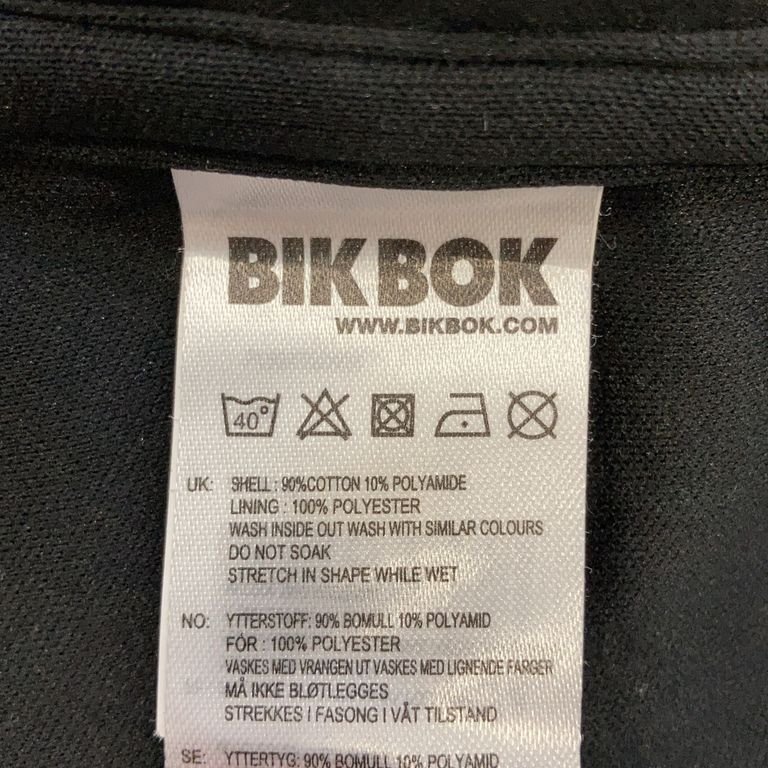 BIK BOK
WWW.BIKBOK.COM
40°
UK: SHELL : 90%COTTON 10% POLYAMIDE
LINING : 100% POLYESTER
WASH INSIDE OUT WASH WITH SIMILAR COLOURS
DO NOT SOAK
STRETCH IN SHAPE WHILE WET
NO: YTTERSTOFF: 90% BOMULL 10% POLYAMID
FÓR : 100% POLYESTER
VASKES MED VRANGEN UT VASKES MED LIGNENDE FARGER
MÅ IKKE BLØTLEGGES
STREKKES I FASONG I VÅT TILSTAND
SE: YTTERTYG: 90% BOMULL 10% POLYAMID